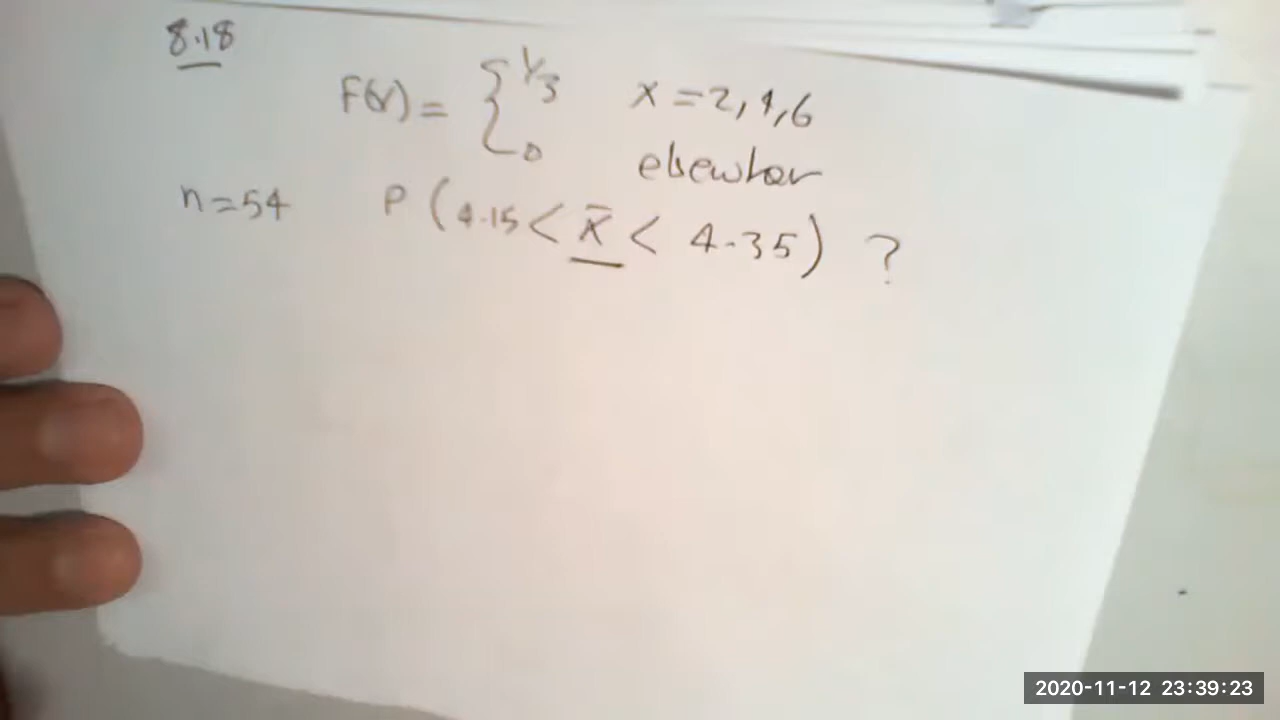 8.18
F(x) = { 1/3 x = 2, 4, 6
0 elsewher
n = 54 P ( 4.15 < x̄ < 4.35 ) ?
2020-11-12 23:39:23